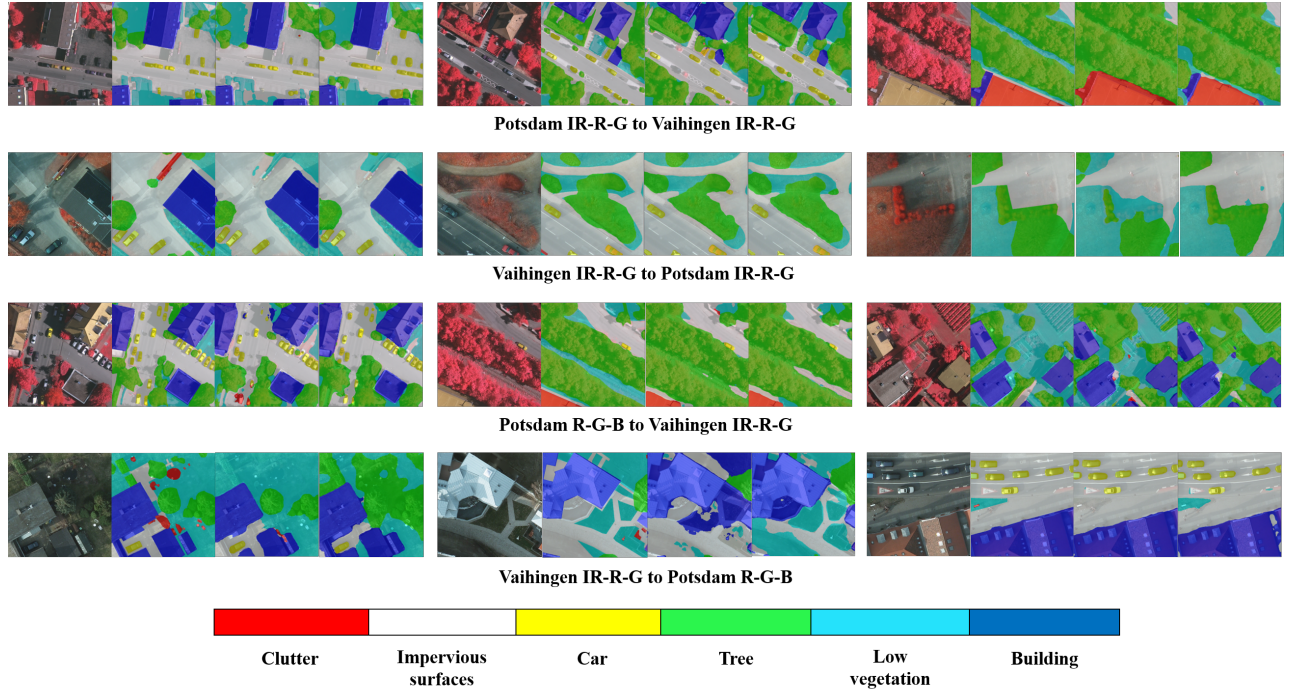 Potsdam IR-R-G to Vaihingen IR-R-G
Vaihingen IR-R-G to Potsdam IR-R-G
Potsdam R-G-B to Vaihingen IR-R-G
Vaihingen IR-R-G to Potsdam R-G-B
Clutter
Impervious
surfaces
Car
Tree
Low
vegetation
Building